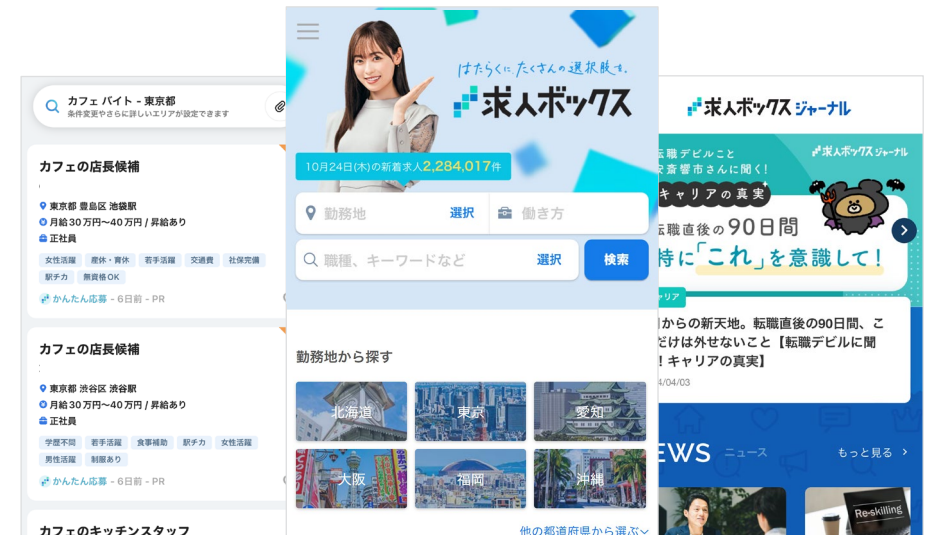 カフェ バイト - 東京都
条件変更やさらに詳しいエリアが設定できます
カフェの店長候補
東京都 豊島区 池袋駅
月給30万円〜40万円 / 昇給あり
正社員
女性活躍 産休・育休 若手活躍 交通費 社保完備
駅チカ 無資格OK
かんたん応募 - 6日前 - PR
カフェの店長候補
東京都 渋谷区 渋谷駅
月給30万円〜40万円 / 昇給あり
正社員
学歴不問 若手活躍 食事補助 駅チカ 女性活躍
男性活躍 制服あり
かんたん応募 - 6日前 - PR
カフェのキッチンスタッフ
はたらくに、たくさんの選択肢を。
求人ボックス
10月24日(木)の新着求人2,284,017件
勤務地 選択 働き方
職種、キーワードなど 選択 検索
勤務地から探す
北海道 東京 愛知
大阪 福岡 沖縄
他の都道府県から選ぶ
求人ボックス ジャーナル
転職デビルこと
安斎響市さんに聞く!
求人ボックス ジャーナル
キャリアの真実
転職直後の90日間
特に「これ」を意識して!
ャリア
からの新天地。転職直後の90日間、こ
だけは外せないこと【転職デビルに聞
!キャリアの真実】
4/04/03
EWS ニュース もっと見る
Re-skilling